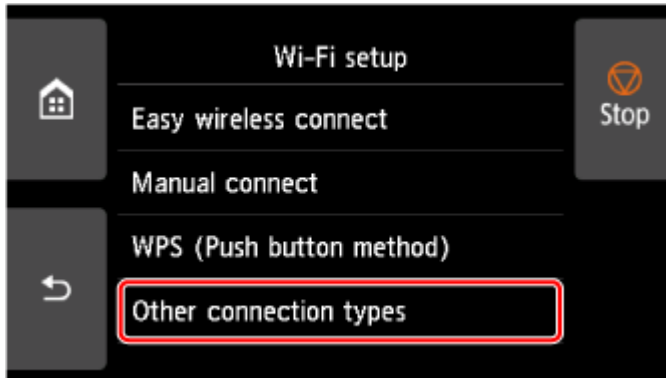 Wi-Fi setup
Easy wireless connect
Stop
Manual connect
WPS (Push button method)
Other connection types